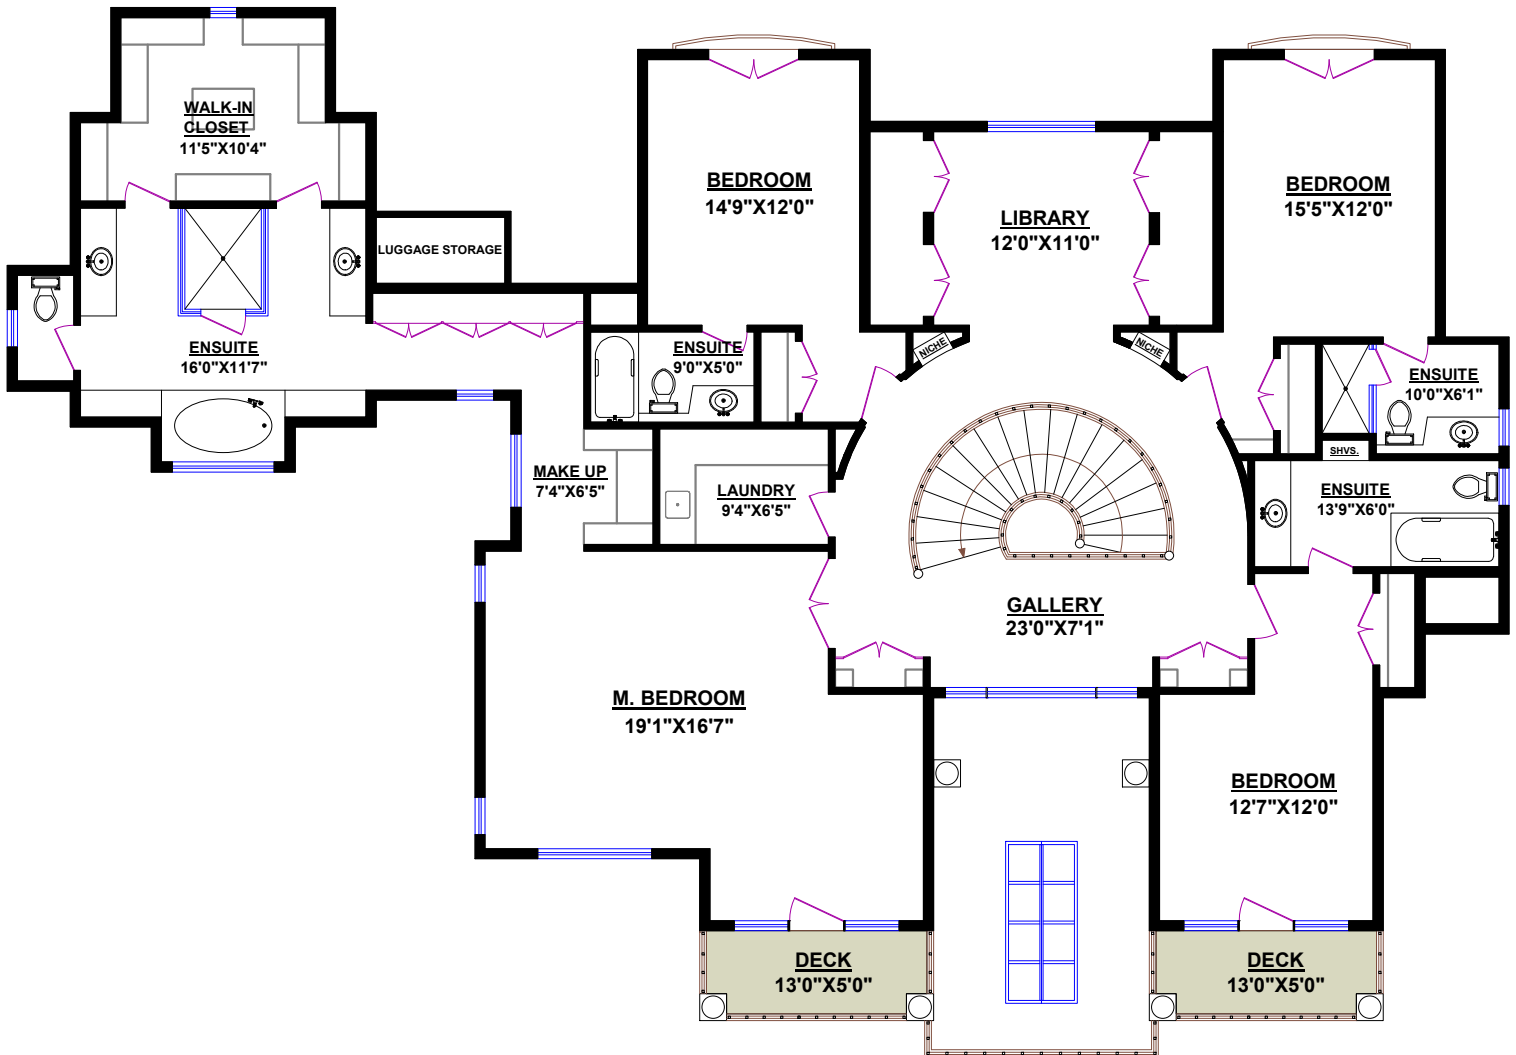 WALK-IN
CLOSET
11'5"X10'4"
BEDROOM
14'9"X12'0"
BEDROOM
15'5"X12'0"
LIBRARY
12'0"X11'0"
LUGGAGE STORAGE
ENSUITE
16'0"X11'7"
ENSUITE
9'0"X5'0"
NICHE
NICHE
ENSUITE
10'0"X6'1"
SHVS.
MAKE UP
7'4"X6'5"
LAUNDRY
9'4"X6'5"
ENSUITE
13'9"X6'0"
GALLERY
23'0"X7'1"
M. BEDROOM
19'1"X16'7"
BEDROOM
12'7"X12'0"
DECK
13'0"X5'0"
DECK
13'0"X5'0"